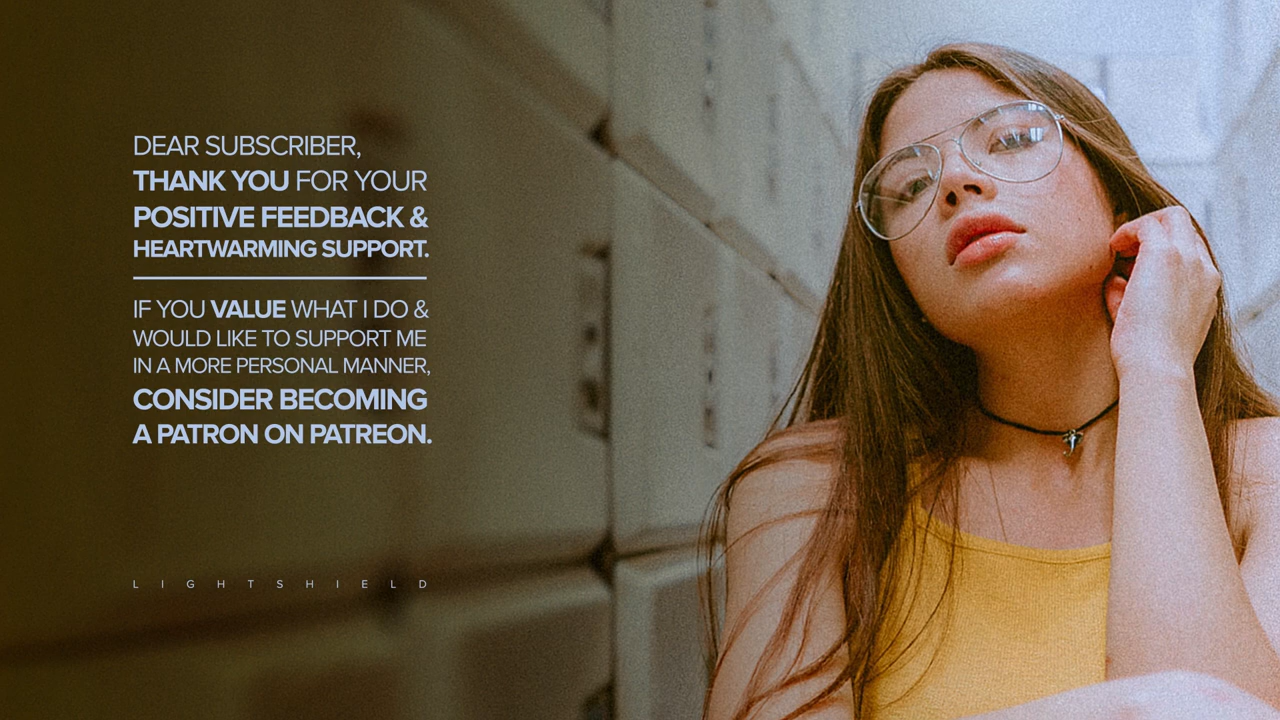 DEAR SUBSCRIBER,
THANK YOU FOR YOUR
POSITIVE FEEDBACK &
HEARTWARMING SUPPORT.
IF YOU VALUE WHAT I DO &
WOULD LIKE TO SUPPORT ME
IN A MORE PERSONAL MANNER,
CONSIDER BECOMING
A PATRON ON PATREON.
LIGHTSHIELD